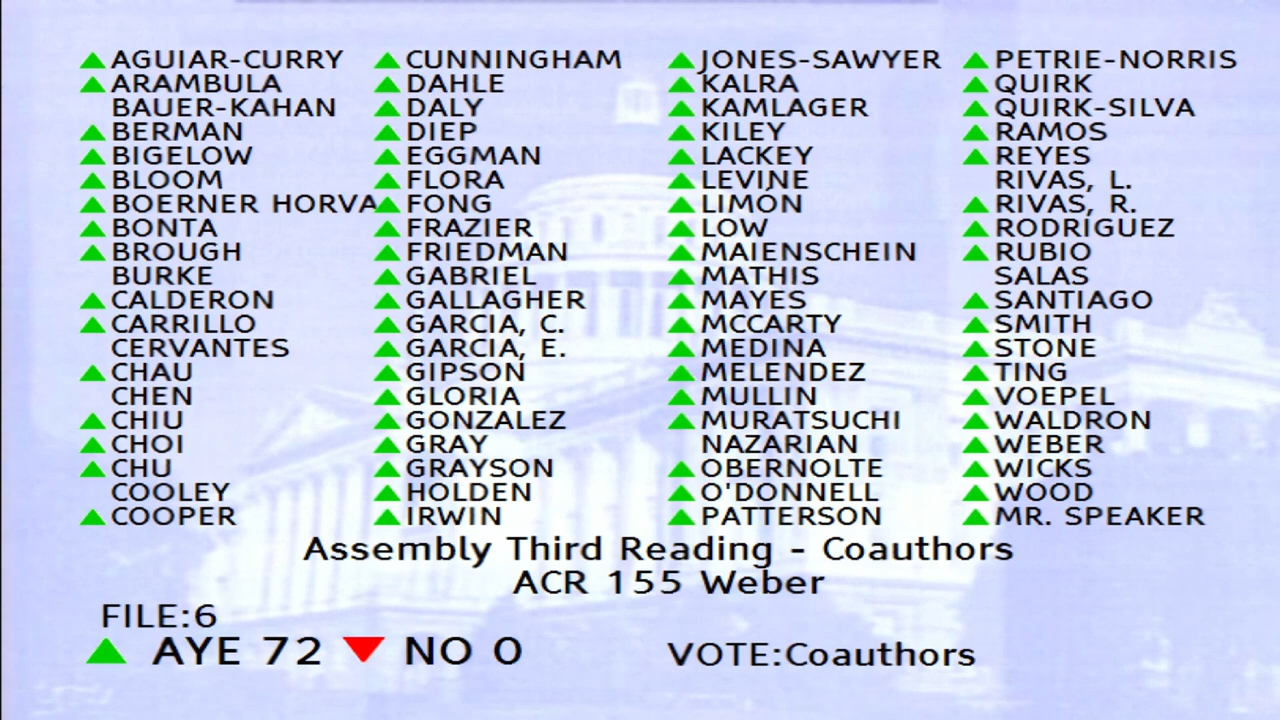 AGUIAR-CURRY CUNNINGHAM JONES-SAWYER PETRIE-NORRIS
ARAMBULA DAHLE KALRA QUIRK
BAUER-KAHAN DALY KAMLAGER QUIRK-SILVA
BERMAN DIEP KILEY RAMOS
BIGELOW EGGMAN LACKEY REYES
BLOOM FLORA LEVINE RIVAS, L.
BOERNER HORVA FONG LIMÓN RIVAS, R.
BONTA FRAZIER LOW RODRIGUEZ
BROUGH FRIEDMAN MAIENSCHEIN RUBIO
BURKE GABRIEL MATHIS SALAS
CALDERON GALLAGHER MAYES SANTIAGO
CARRILLO GARCIA, C. MCCARTY SMITH
CERVANTES GARCIA, E. MEDINA STONE
CHAU GIPSON MELENDEZ TING
CHEN GLORIA MULLIN VOEPEL
CHIU GONZALEZ MURATSUCHI WALDRON
CHOI GRAY NAZARIAN WEBER
CHU GRAYSON OBERNOLTE WICKS
COOLEY HOLDEN O'DONNELL WOOD
COOPER IRWIN PATTERSON MR. SPEAKER
Assembly Third Reading - Coauthors
ACR 155 Weber
FILE:6
AYE 72 NO 0 VOTE:Coauthors